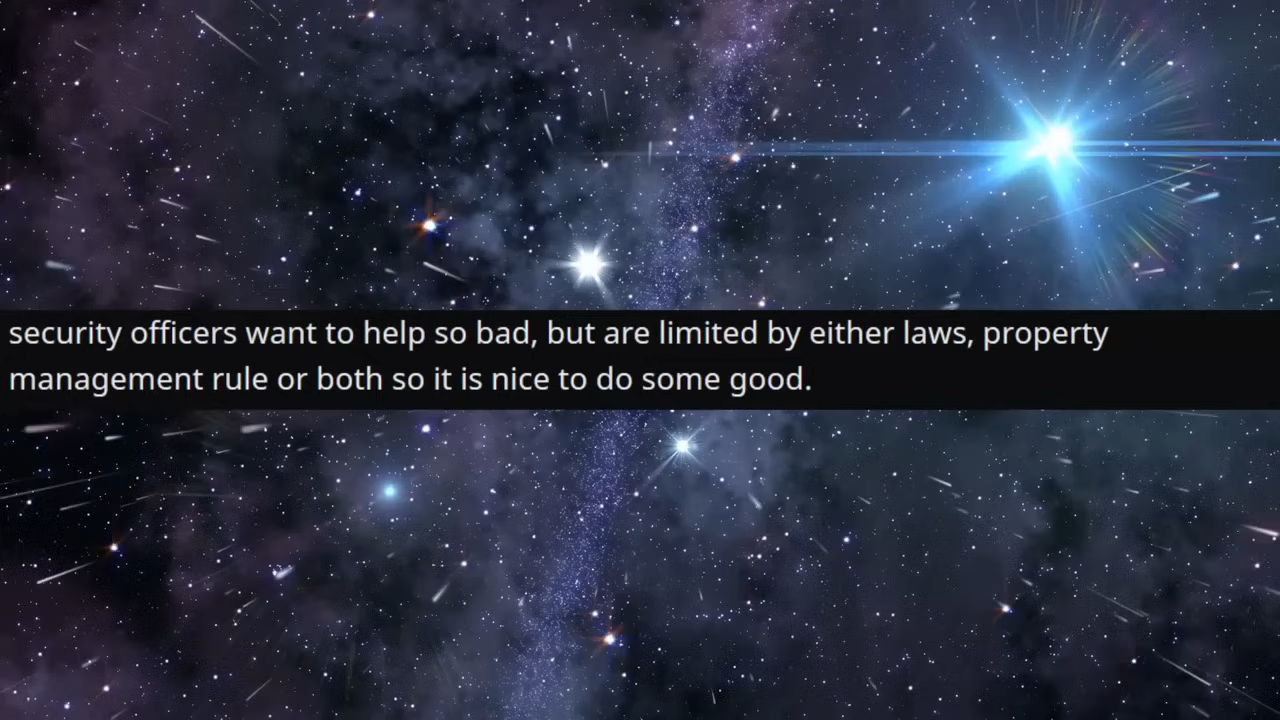 security officers want to help so bad, but are limited by either laws, property
management rule or both so it is nice to do some good.